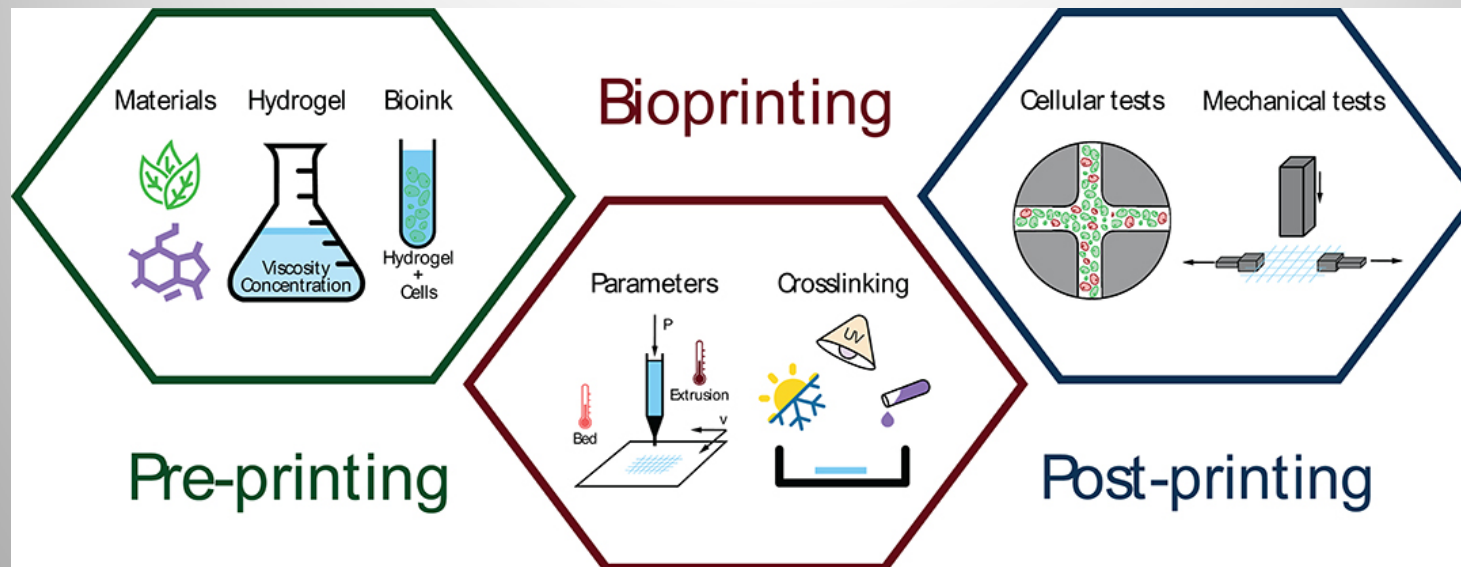 Materials
Hydrogel
Bioink
Viscosity
Concentration
Hydrogel
+
Cells
Pre-printing
Bioprinting
Parameters
P
Extrusion
Bed
v
Crosslinking
UV
Cellular tests
Mechanical tests
Post-printing